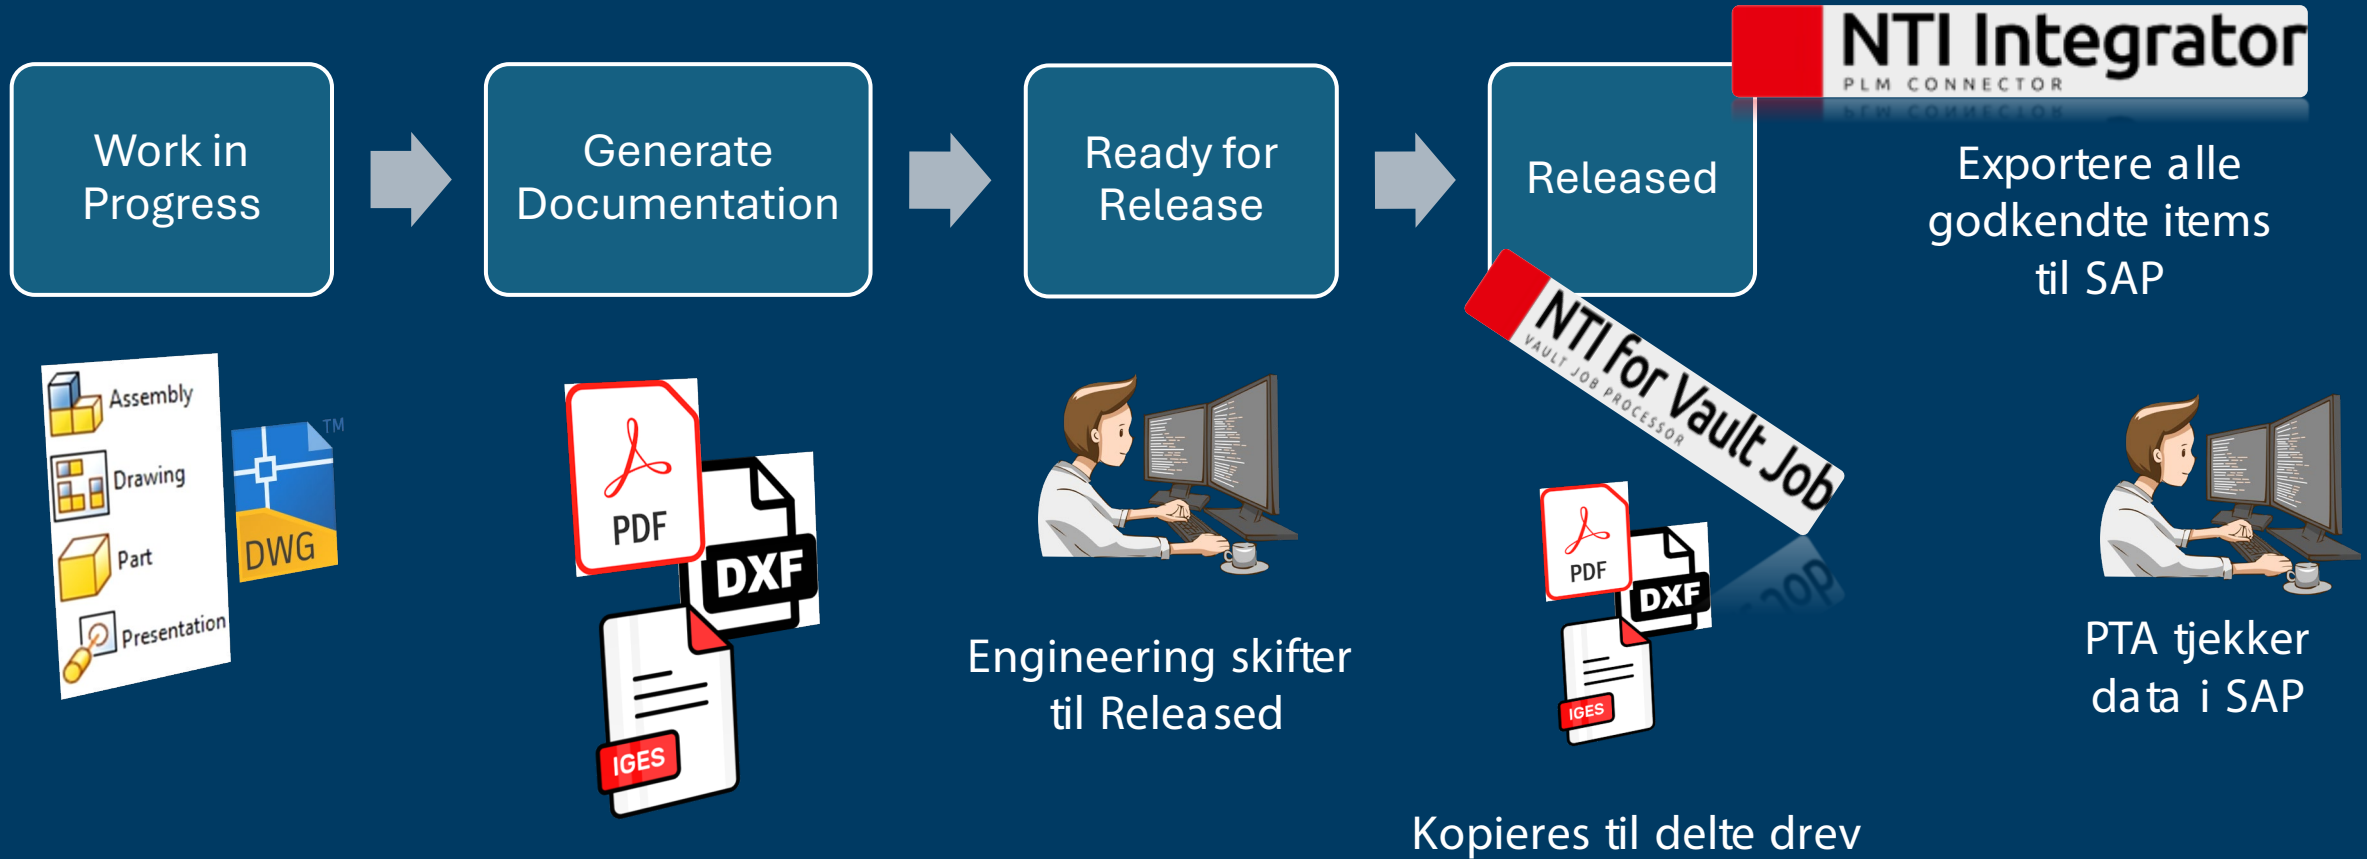 NTI Integrator
PLM CONNECTOR
Work in
Progress
Generate
Documentation
Ready for
Release
Released
Exportere alle
godkendte items
til SAP
Assembly
Drawing
Part
Presentation
TM
DWG
PDF
DXF
IGES
Engineering skifter
til Released
NTI for Vault Job
VAULT JOB PROCESSOR
PDF
DXF
IGES
Kopieres til delte drev
PTA tjekker
data i SAP